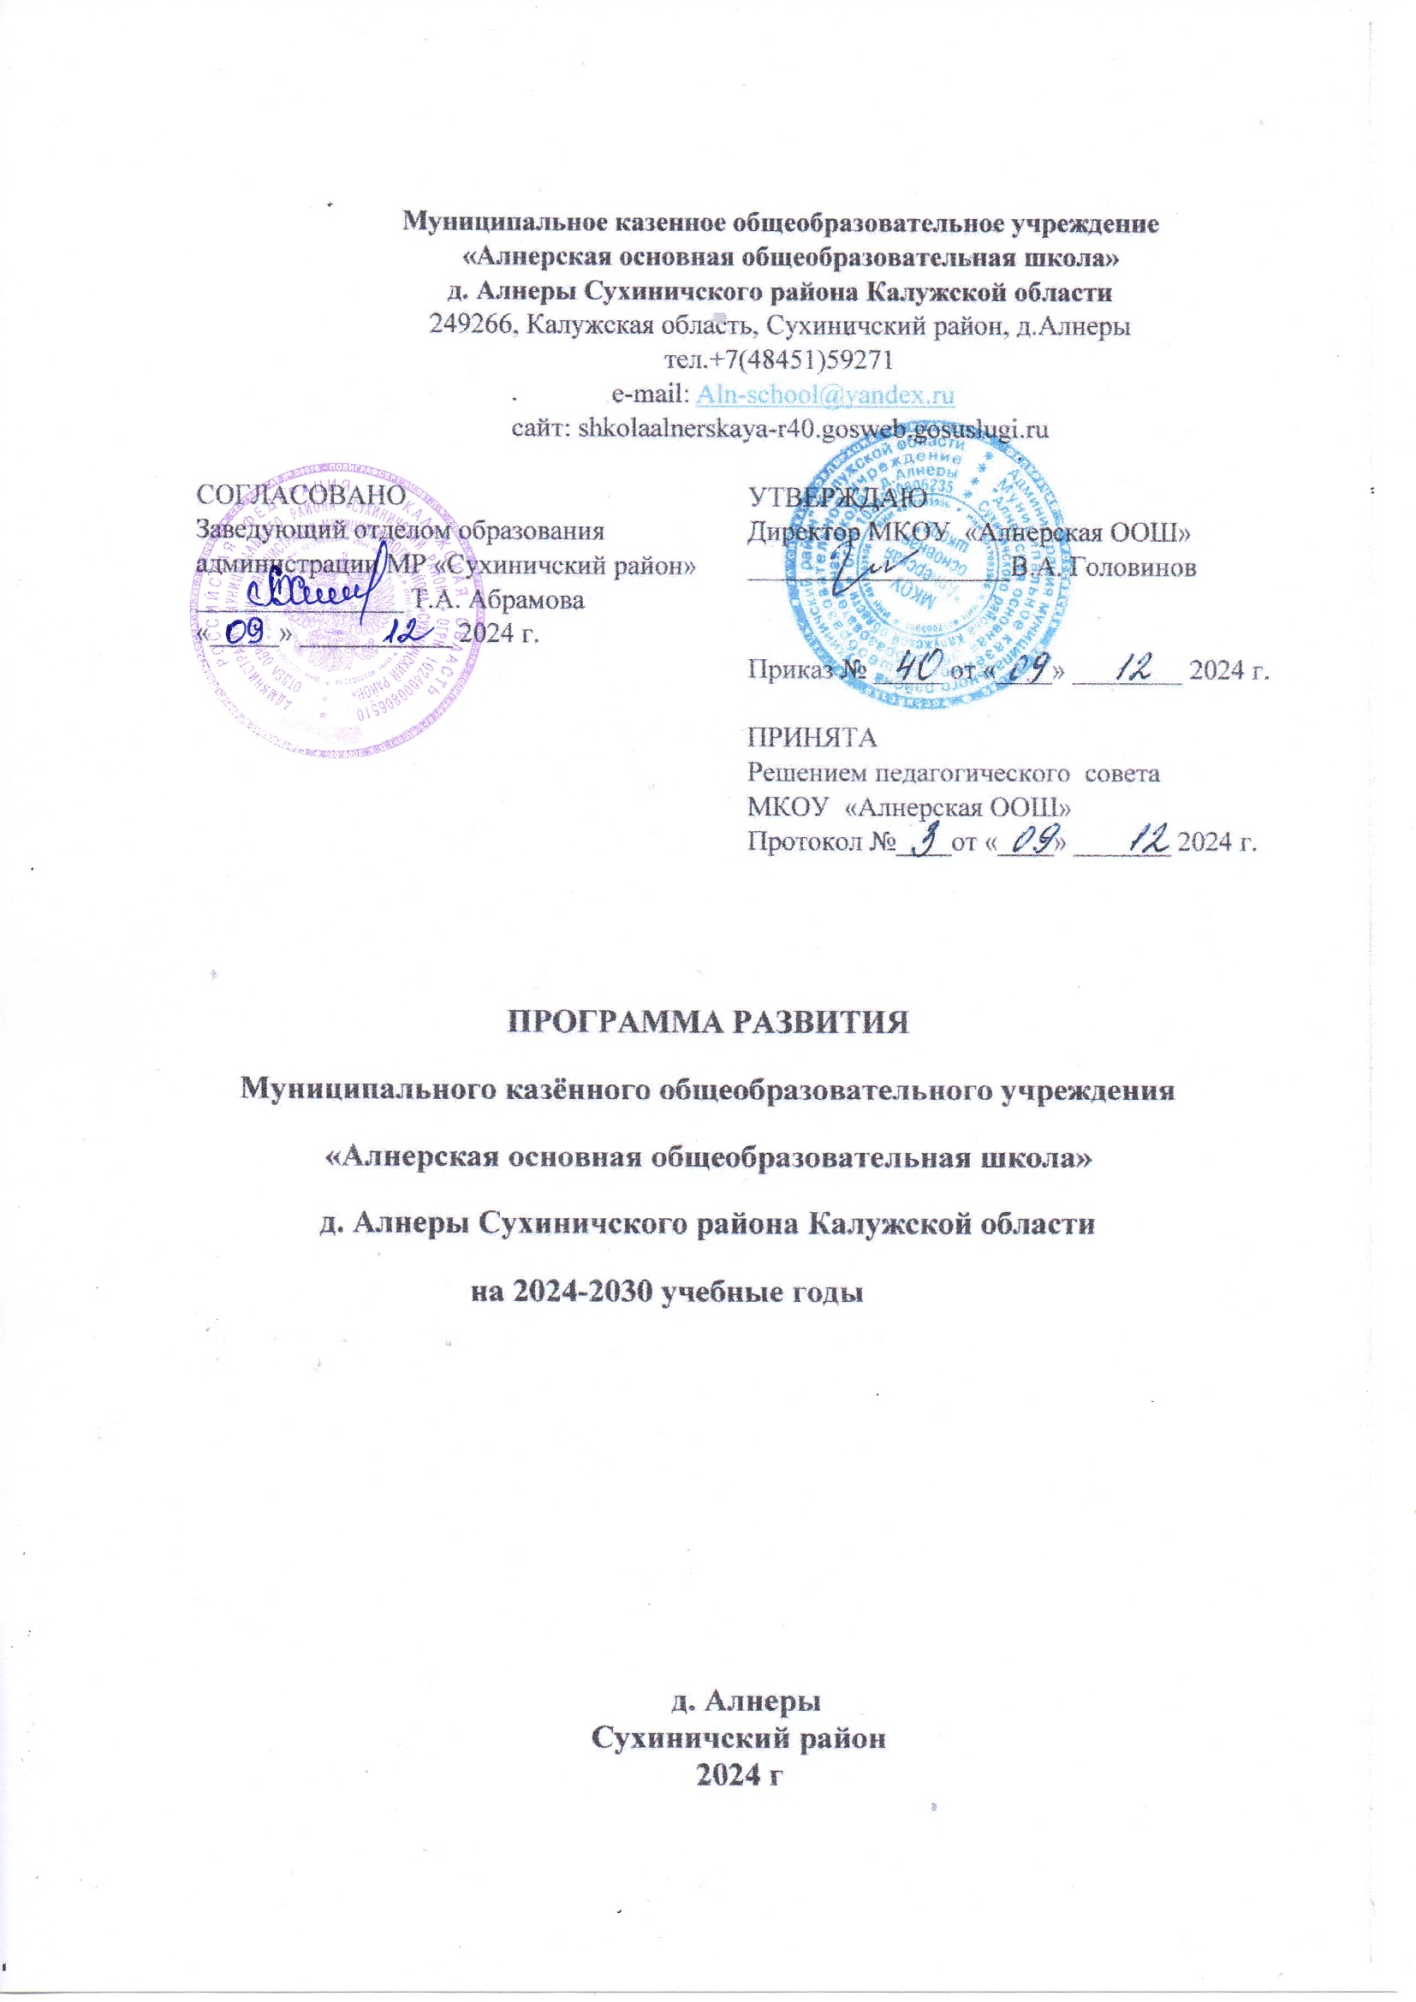 Муниципальное казенное общеобразовательное учреждение
«Алнерская основная общеобразовательная школа»
д. Алнеры Сухиничского района Калужской области
249266, Калужская область, Сухиничский район, д.Алнеры
тел.+7(48451)59271
e-mail: Aln-school@yandex.ru
сайт: shkolaalnerskaya-r40.gosweb.gosuslugi.ru
СОГЛАСОВАНО
Заведующий отделом образования
администрации МР «Сухиничский район»
Т.А. Абрамова
«09» 12 2024 г.
УТВЕРЖДАЮ
Директор МКОУ «Алнерская ООШ»
В.А. Головинов
Приказ № 40 от «09» 12 2024 г.
ПРИНЯТА
Решением педагогического совета
МКОУ «Алнерская ООШ»
Протокол № 3 от «09» 12 2024 г.
ПРОГРАММА РАЗВИТИЯ
Муниципального казённого общеобразовательного учреждения
«Алнерская основная общеобразовательная школа»
д. Алнеры Сухиничского района Калужской области
на 2024-2030 учебные годы
д. Алнеры
Сухиничский район
2024 г